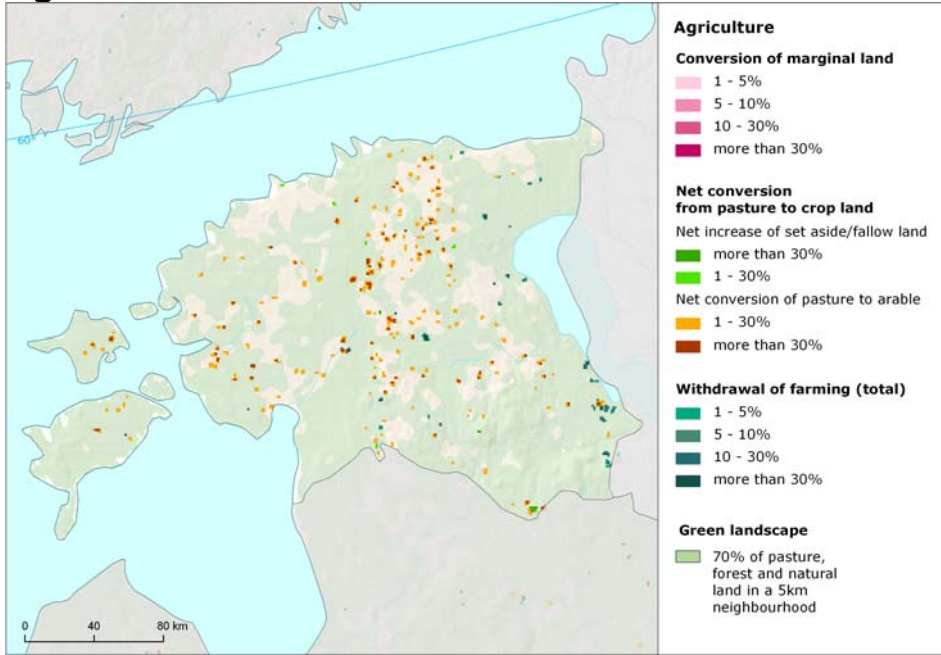 60°
0 40 80 km
Agriculture
Conversion of marginal land
1 - 5%
5 - 10%
10 - 30%
more than 30%
Net conversion
from pasture to crop land
Net increase of set aside/fallow land
more than 30%
1 - 30%
Net conversion of pasture to arable
1 - 30%
more than 30%
Withdrawal of farming (total)
1 - 5%
5 - 10%
10 - 30%
more than 30%
Green landscape
70% of pasture,
forest and natural
land in a 5km
neighbourhood